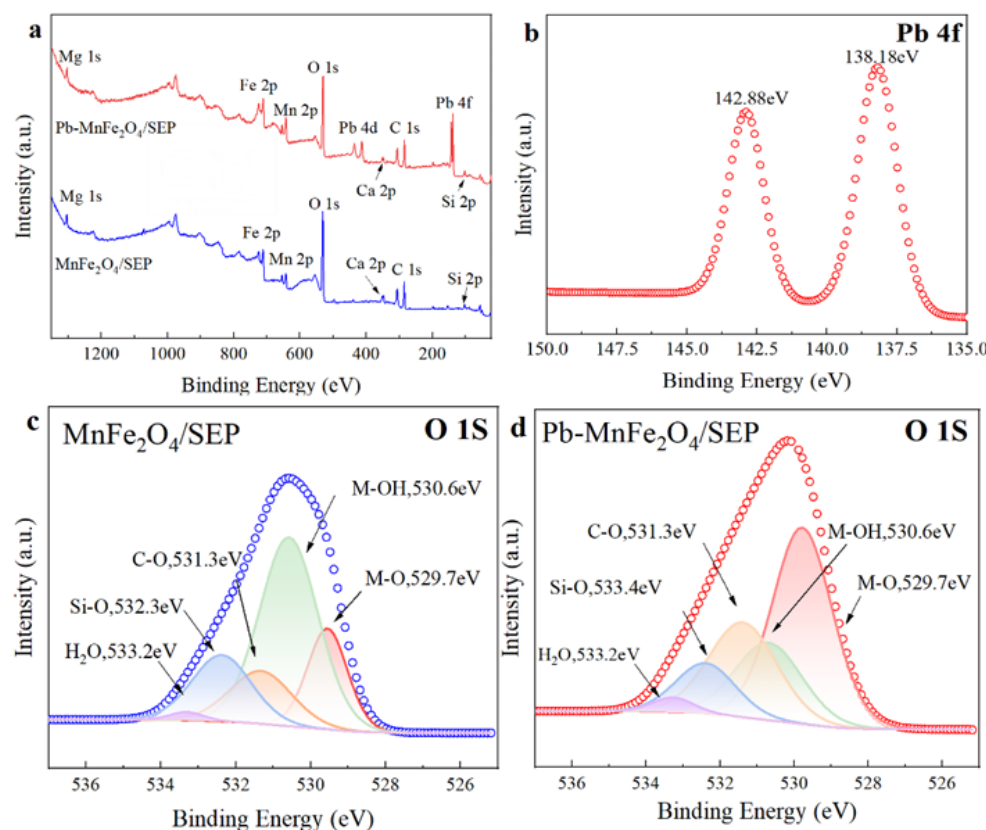 a
Mg 1s
O 1s
Fe 2p
Mn 2p
Pb 4d
C 1s
Pb 4f
Pb-MnFe₂O₄/SEP
Ca 2p
Si 2p
Mg 1s
O 1s
Fe 2p
Mn 2p
Ca 2p
C 1s
Si 2p
MnFe₂O₄/SEP
Intensity (a.u.)
1200 1000 800 600 400 200
Binding Energy (eV)
b
Pb 4f
142.88eV
138.18eV
Intensity (a.u.)
150.0 147.5 145.0 142.5 140.0 137.5 135.0
Binding Energy (eV)
c
MnFe₂O₄/SEP
O 1S
M-OH,530.6eV
C-O,531.3eV
M-O,529.7eV
Si-O,532.3eV
H₂O,533.2eV
Intensity (a.u.)
536 534 532 530 528 526
Binding Energy (eV)
d
Pb-MnFe₂O₄/SEP
O 1S
C-O,531.3eV
M-OH,530.6eV
Si-O,533.4eV
M-O,529.7eV
H₂O,533.2eV
Intensity (a.u.)
536 534 532 530 528 526
Binding Energy (eV)